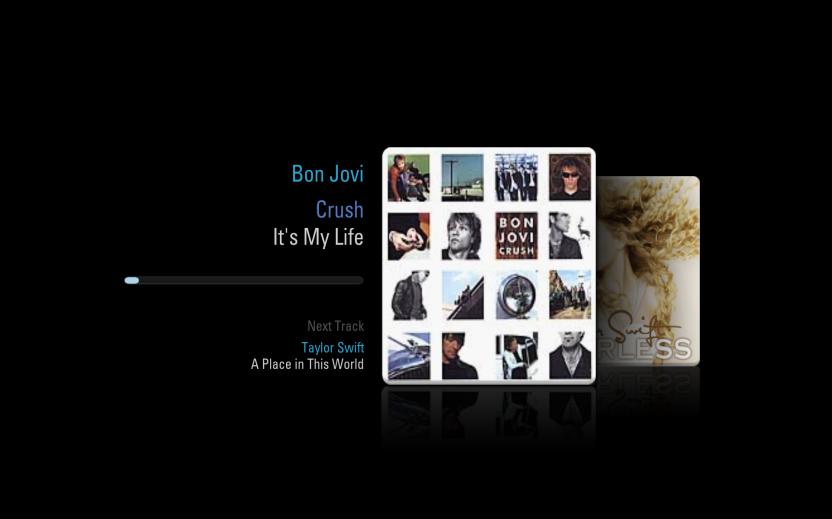 Bon Jovi
Crush
It's My Life
Next Track
Taylor Swift
A Place in This World
BON
JOVI
CRUSH
Swift
RLESS